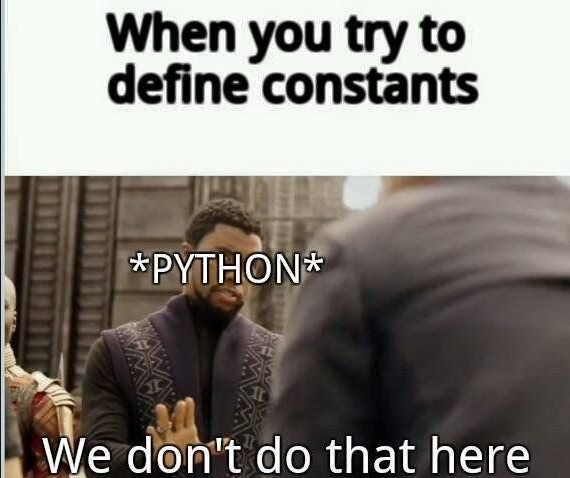 When you try to
define constants
*PYTHON*
We don't do that here